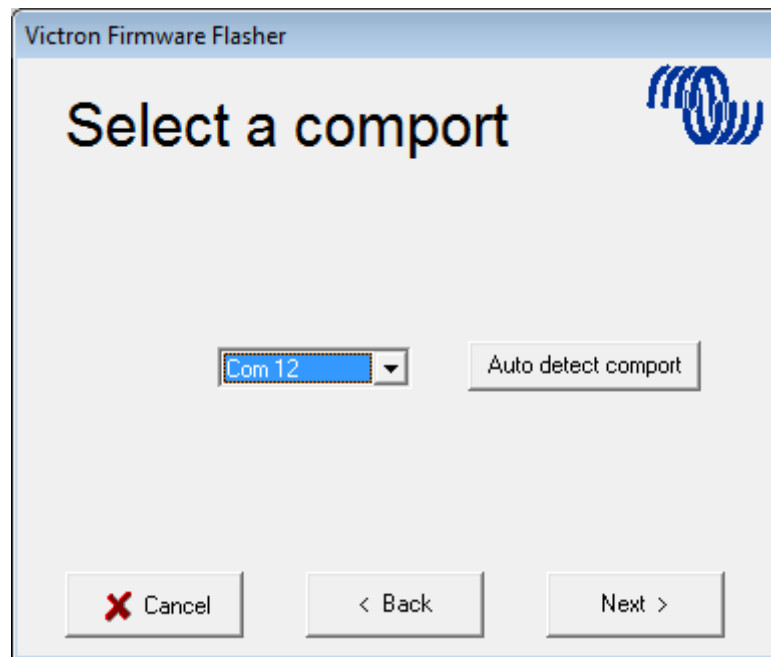 Victron Firmware Flasher
Select a comport
Com 12
Auto detect comport
Cancel
< Back
Next >